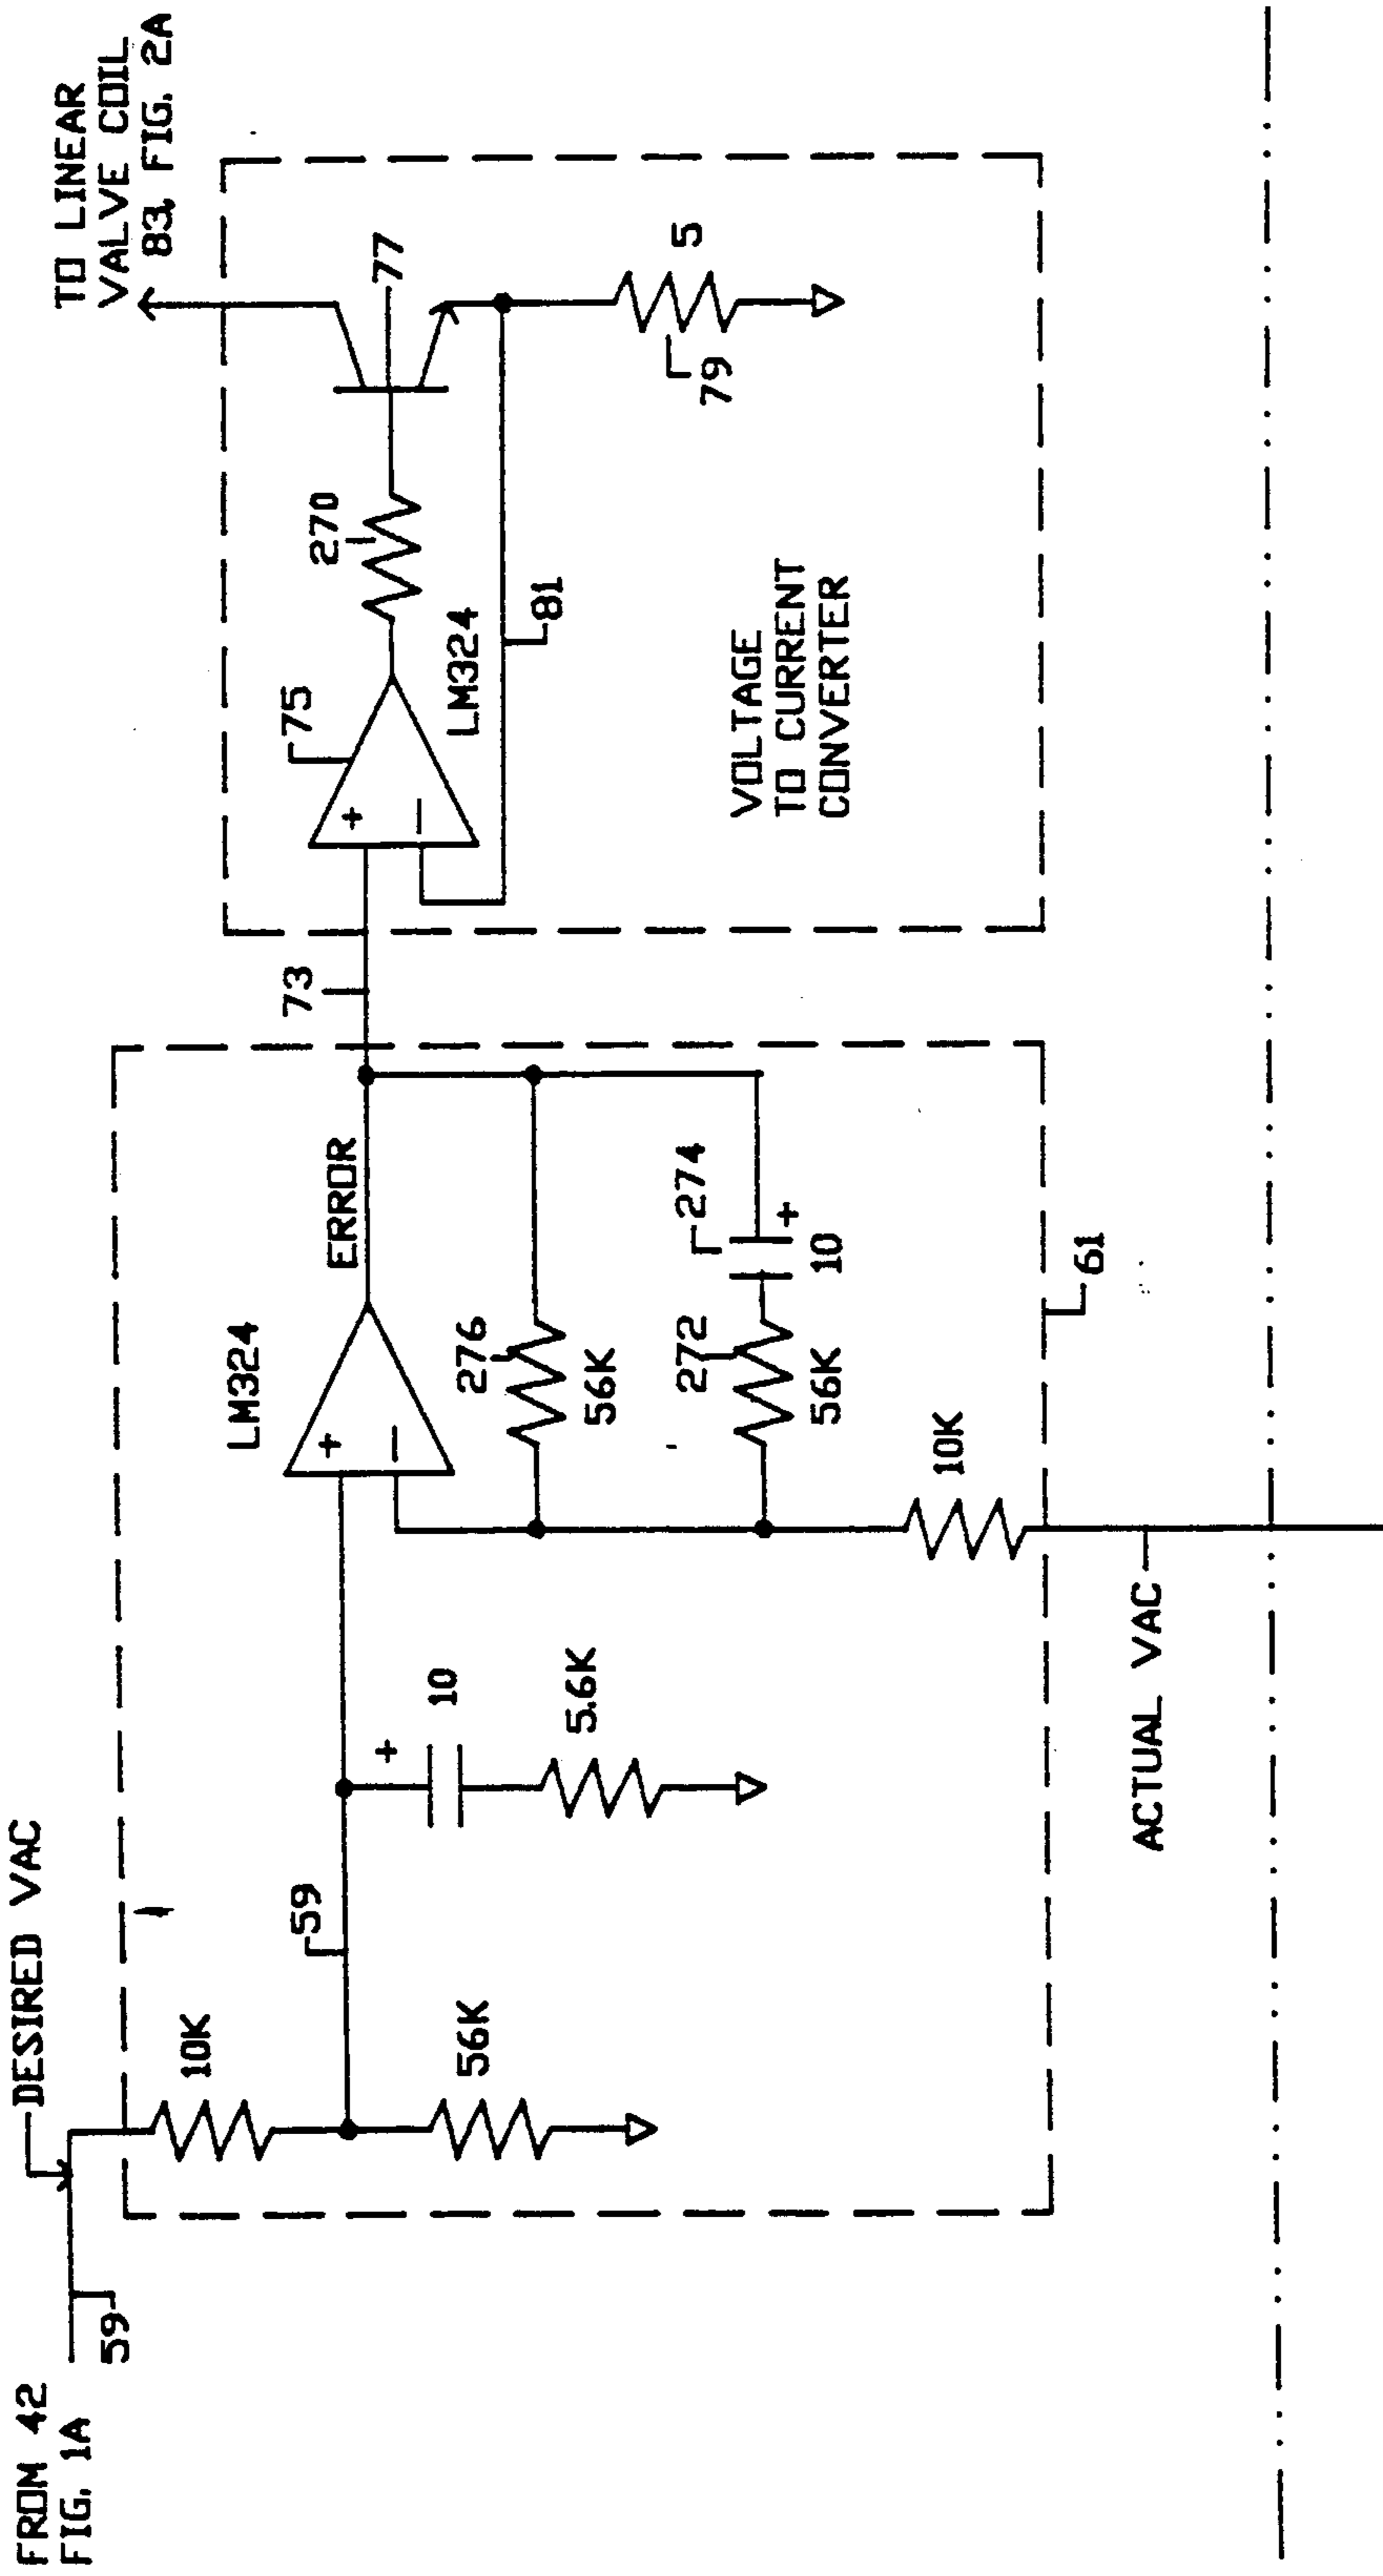 FROM 42
FIG. 1A
59
DESIRED VAC
10K
56K
59
+
10
5.6K
LM324
+
−
ERROR
276
56K
272
56K
274
+
10
10K
ACTUAL VAC
61
73
75
+
−
LM324
270
77
81
79
5
VOLTAGE
TO CURRENT
CONVERTER
TO LINEAR
VALVE COIL
83, FIG. 2A